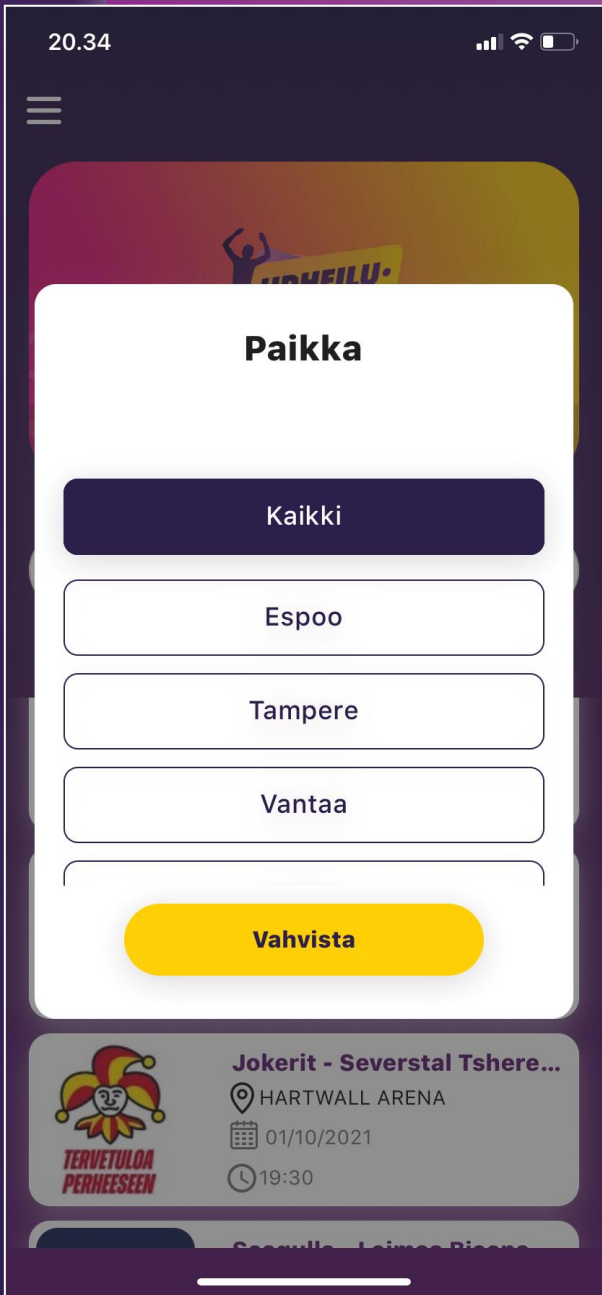 20.34
URHEILU.
Paikka
Kaikki
Espoo
Tampere
Vantaa
Vahvista
Jokerit - Severstal Tshere...
HARTWALL ARENA
01/10/2021
19:30
TERVETULOA
PERHEESEEN